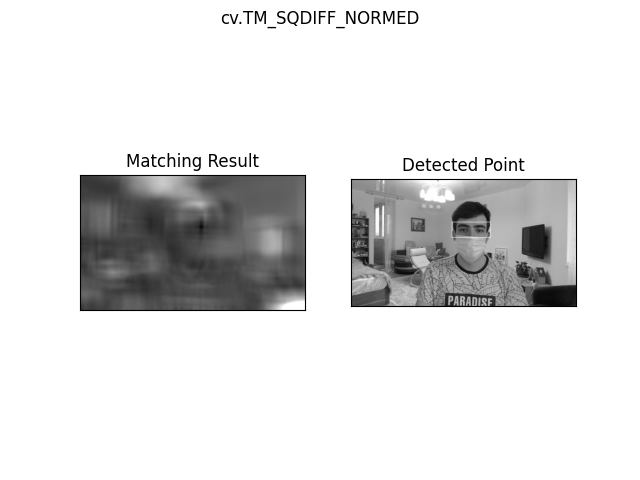 cv.TM_SQDIFF_NORMED
Matching Result
Detected Point
PARADISE